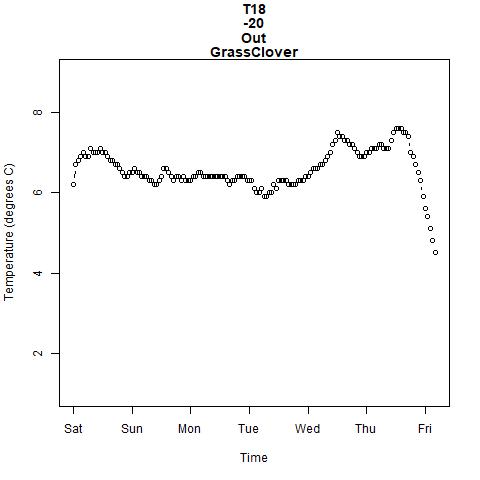 T18
-20
Out
GrassClover
Temperature (degrees C)
8
6
4
2
Sat Sun Mon Tue Wed Thu Fri
Time